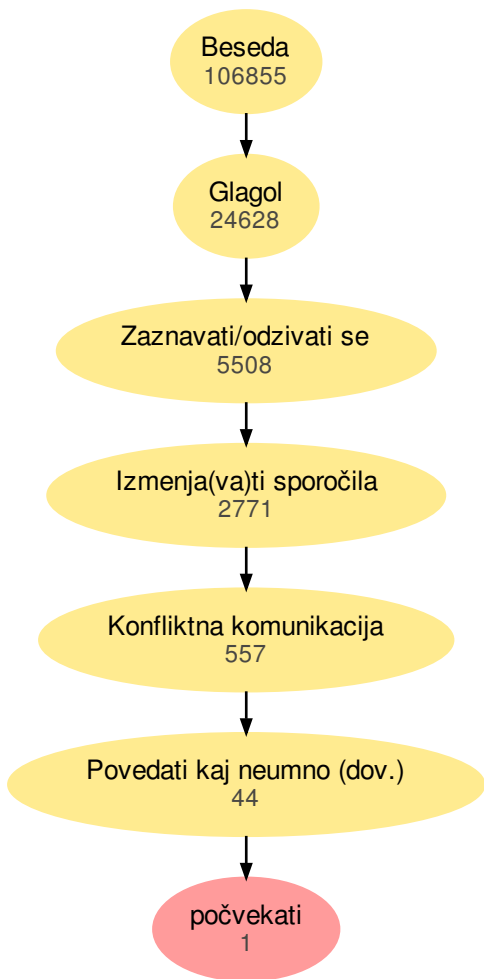 Beseda
106855
Glagol
24628
Zaznavati/odzivati se
5508
Izmenja(va)ti sporočila
2771
Konfliktna komunikacija
557
Povedati kaj neumno (dov.)
44
počvekati
1